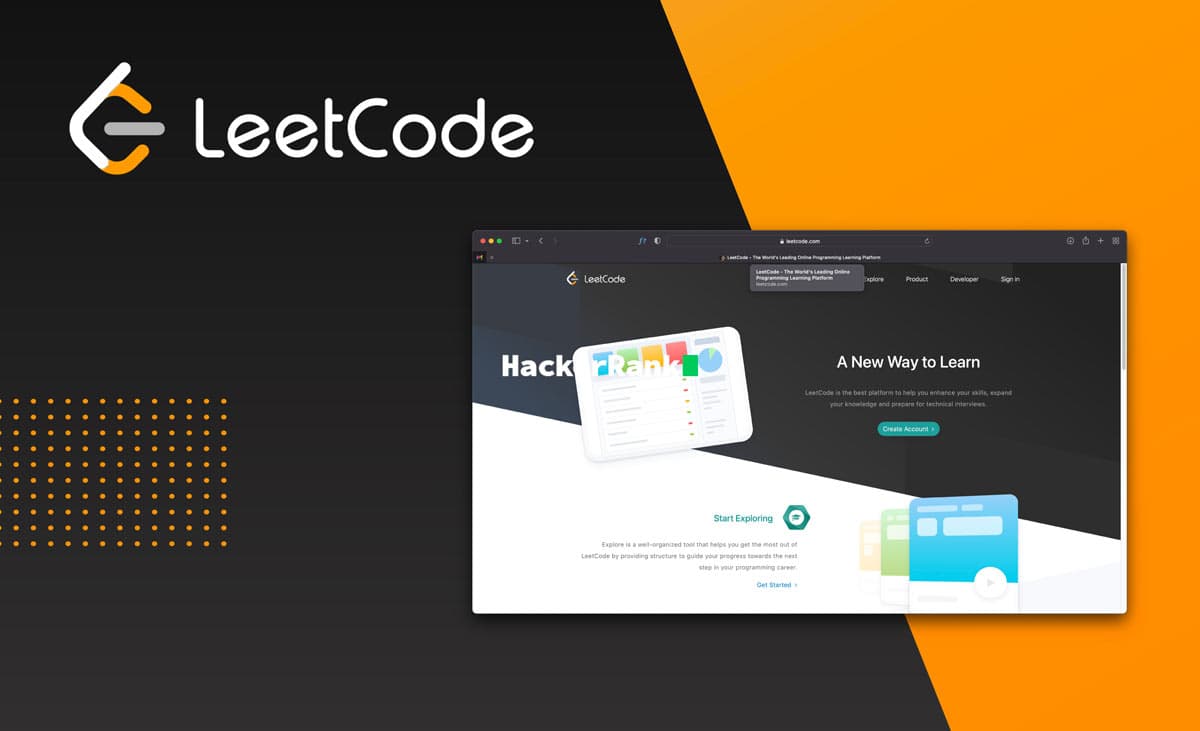 LeetCode
leetcode.com
LeetCode - The World's Leading Online Programming Learning Platform
LeetCode - The World's Leading Online
Programming Learning Platform
leetcode.com
LeetCode
Explore
Product
Developer
Sign in
HackerRank
A New Way to Learn
LeetCode is the best platform to help you enhance your skills, expand
your knowledge and prepare for technical interviews.
Create Account >
Start Exploring
Explore is a well-organized tool that helps you get the most out of
LeetCode by providing structure to guide your progress towards the next
step in your programming career.
Get Started >